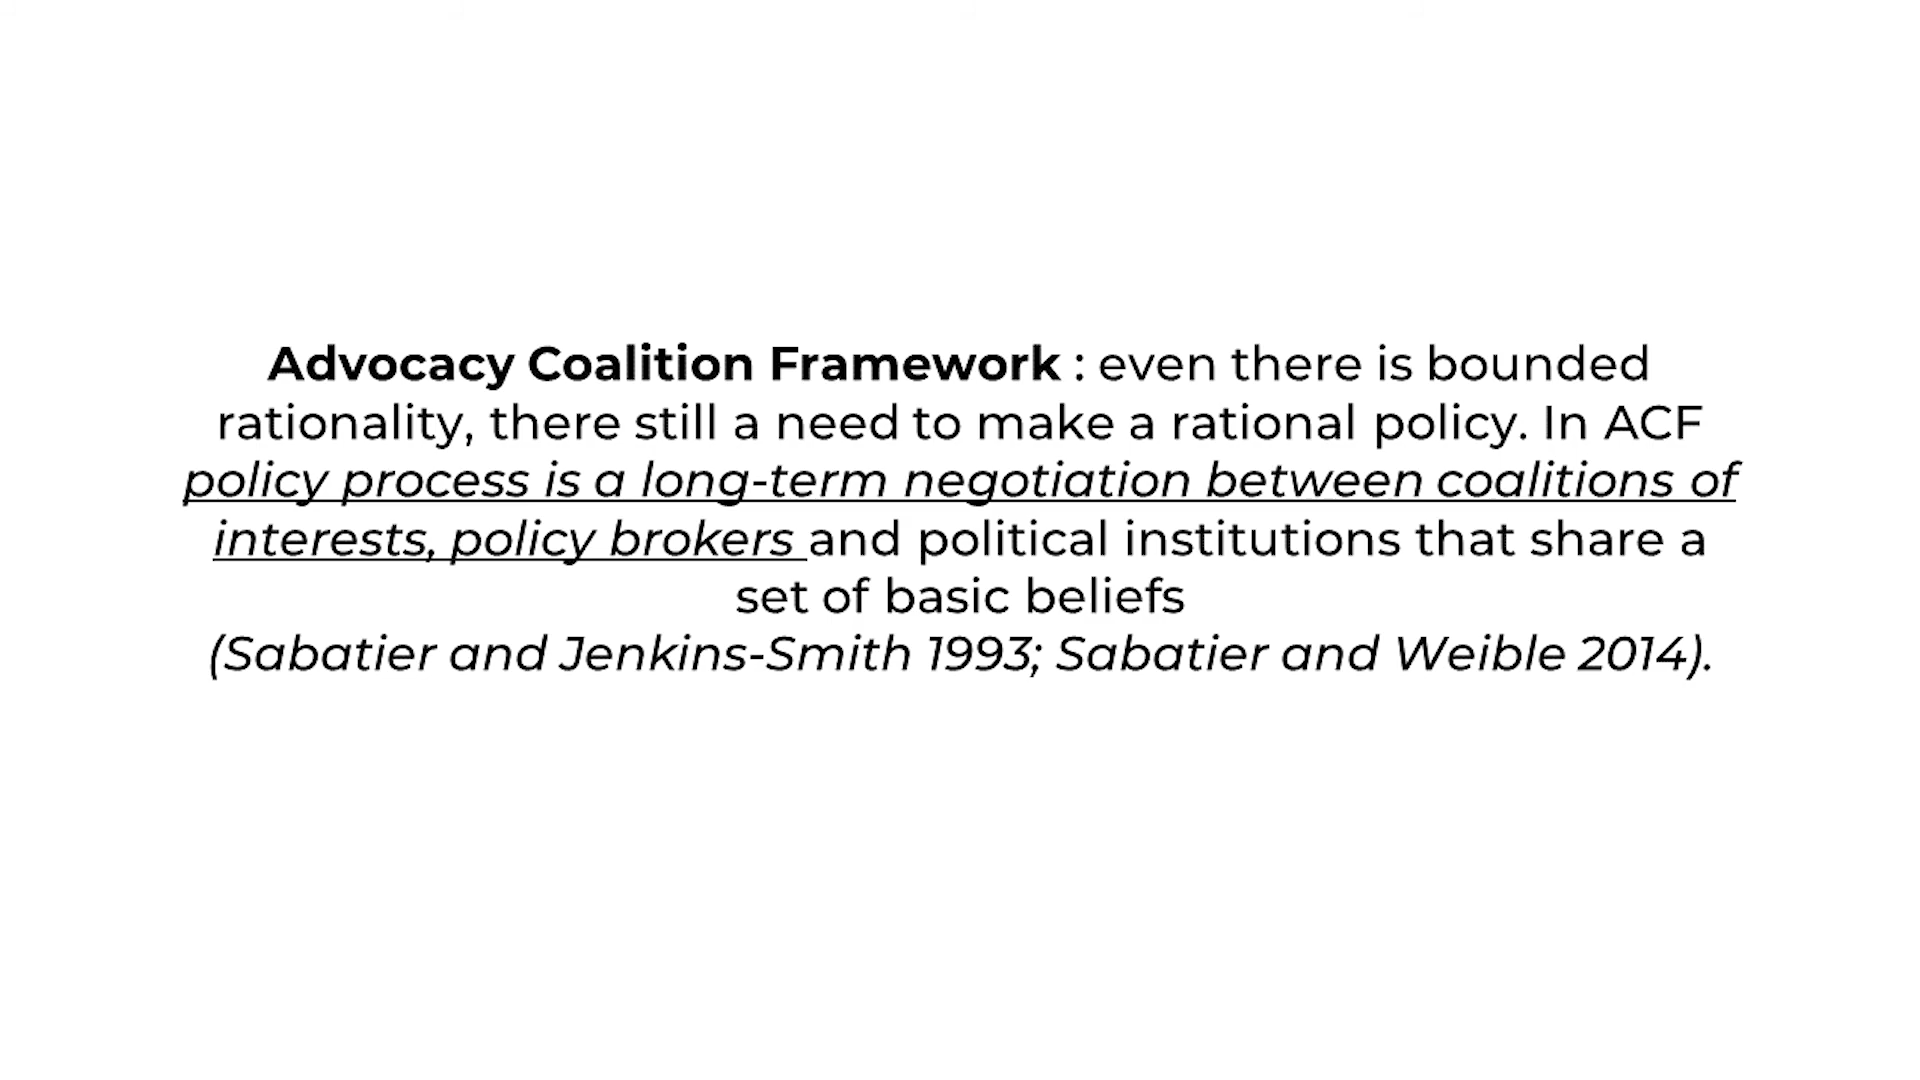 Advocacy Coalition Framework : even there is bounded
rationality, there still a need to make a rational policy. In ACF
policy process is a long-term negotiation between coalitions of
interests, policy brokers and political institutions that share a
set of basic beliefs
(Sabatier and Jenkins-Smith 1993; Sabatier and Weible 2014).